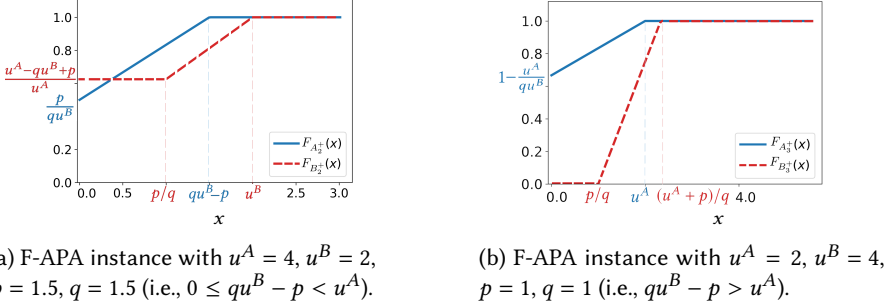 1.0
0.8
u^A−qu^B+p
u^A
p
qu^B
0.2
0.0
F_{A_2^+}(x)
F_{B_2^+}(x)
0.0 0.5 p/q qu^B−p u^B 2.5 3.0
x
1.0
0.8
1−u^A/qu^B
0.4
0.2
0.0
F_{A_3^+}(x)
F_{B_3^+}(x)
0.0 p/q u^A (u^A + p)/q 4.0
x
a) F-APA instance with u^A = 4, u^B = 2,
p = 1.5, q = 1.5 (i.e., 0 ≤ qu^B − p < u^A).
(b) F-APA instance with u^A = 2, u^B = 4,
p = 1, q = 1 (i.e., qu^B − p > u^A).